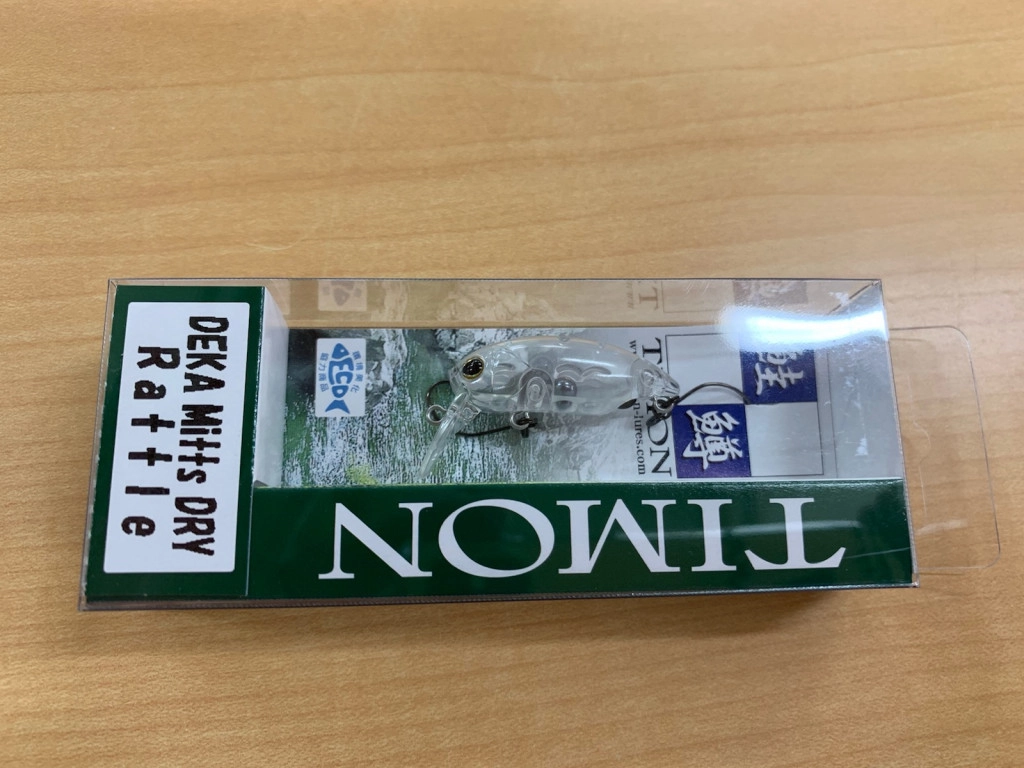 DEKA Mitts DRY
Rattle
TIMON
ECO
鮭
鱒